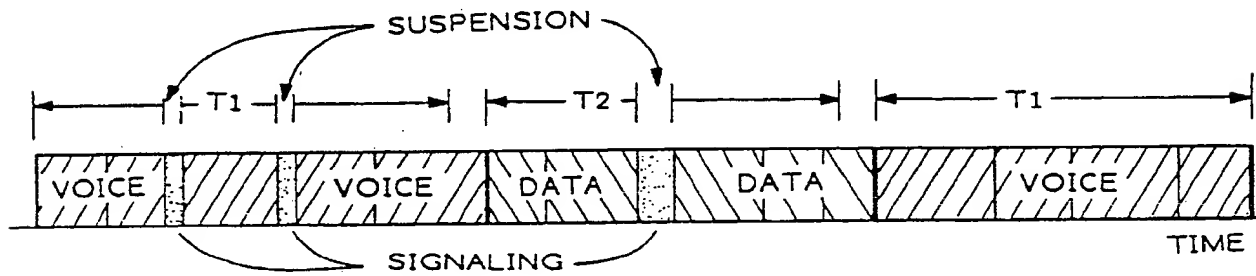 SUSPENSION
T1 T2 T1
VOICE VOICE DATA DATA VOICE
TIME
SIGNALING